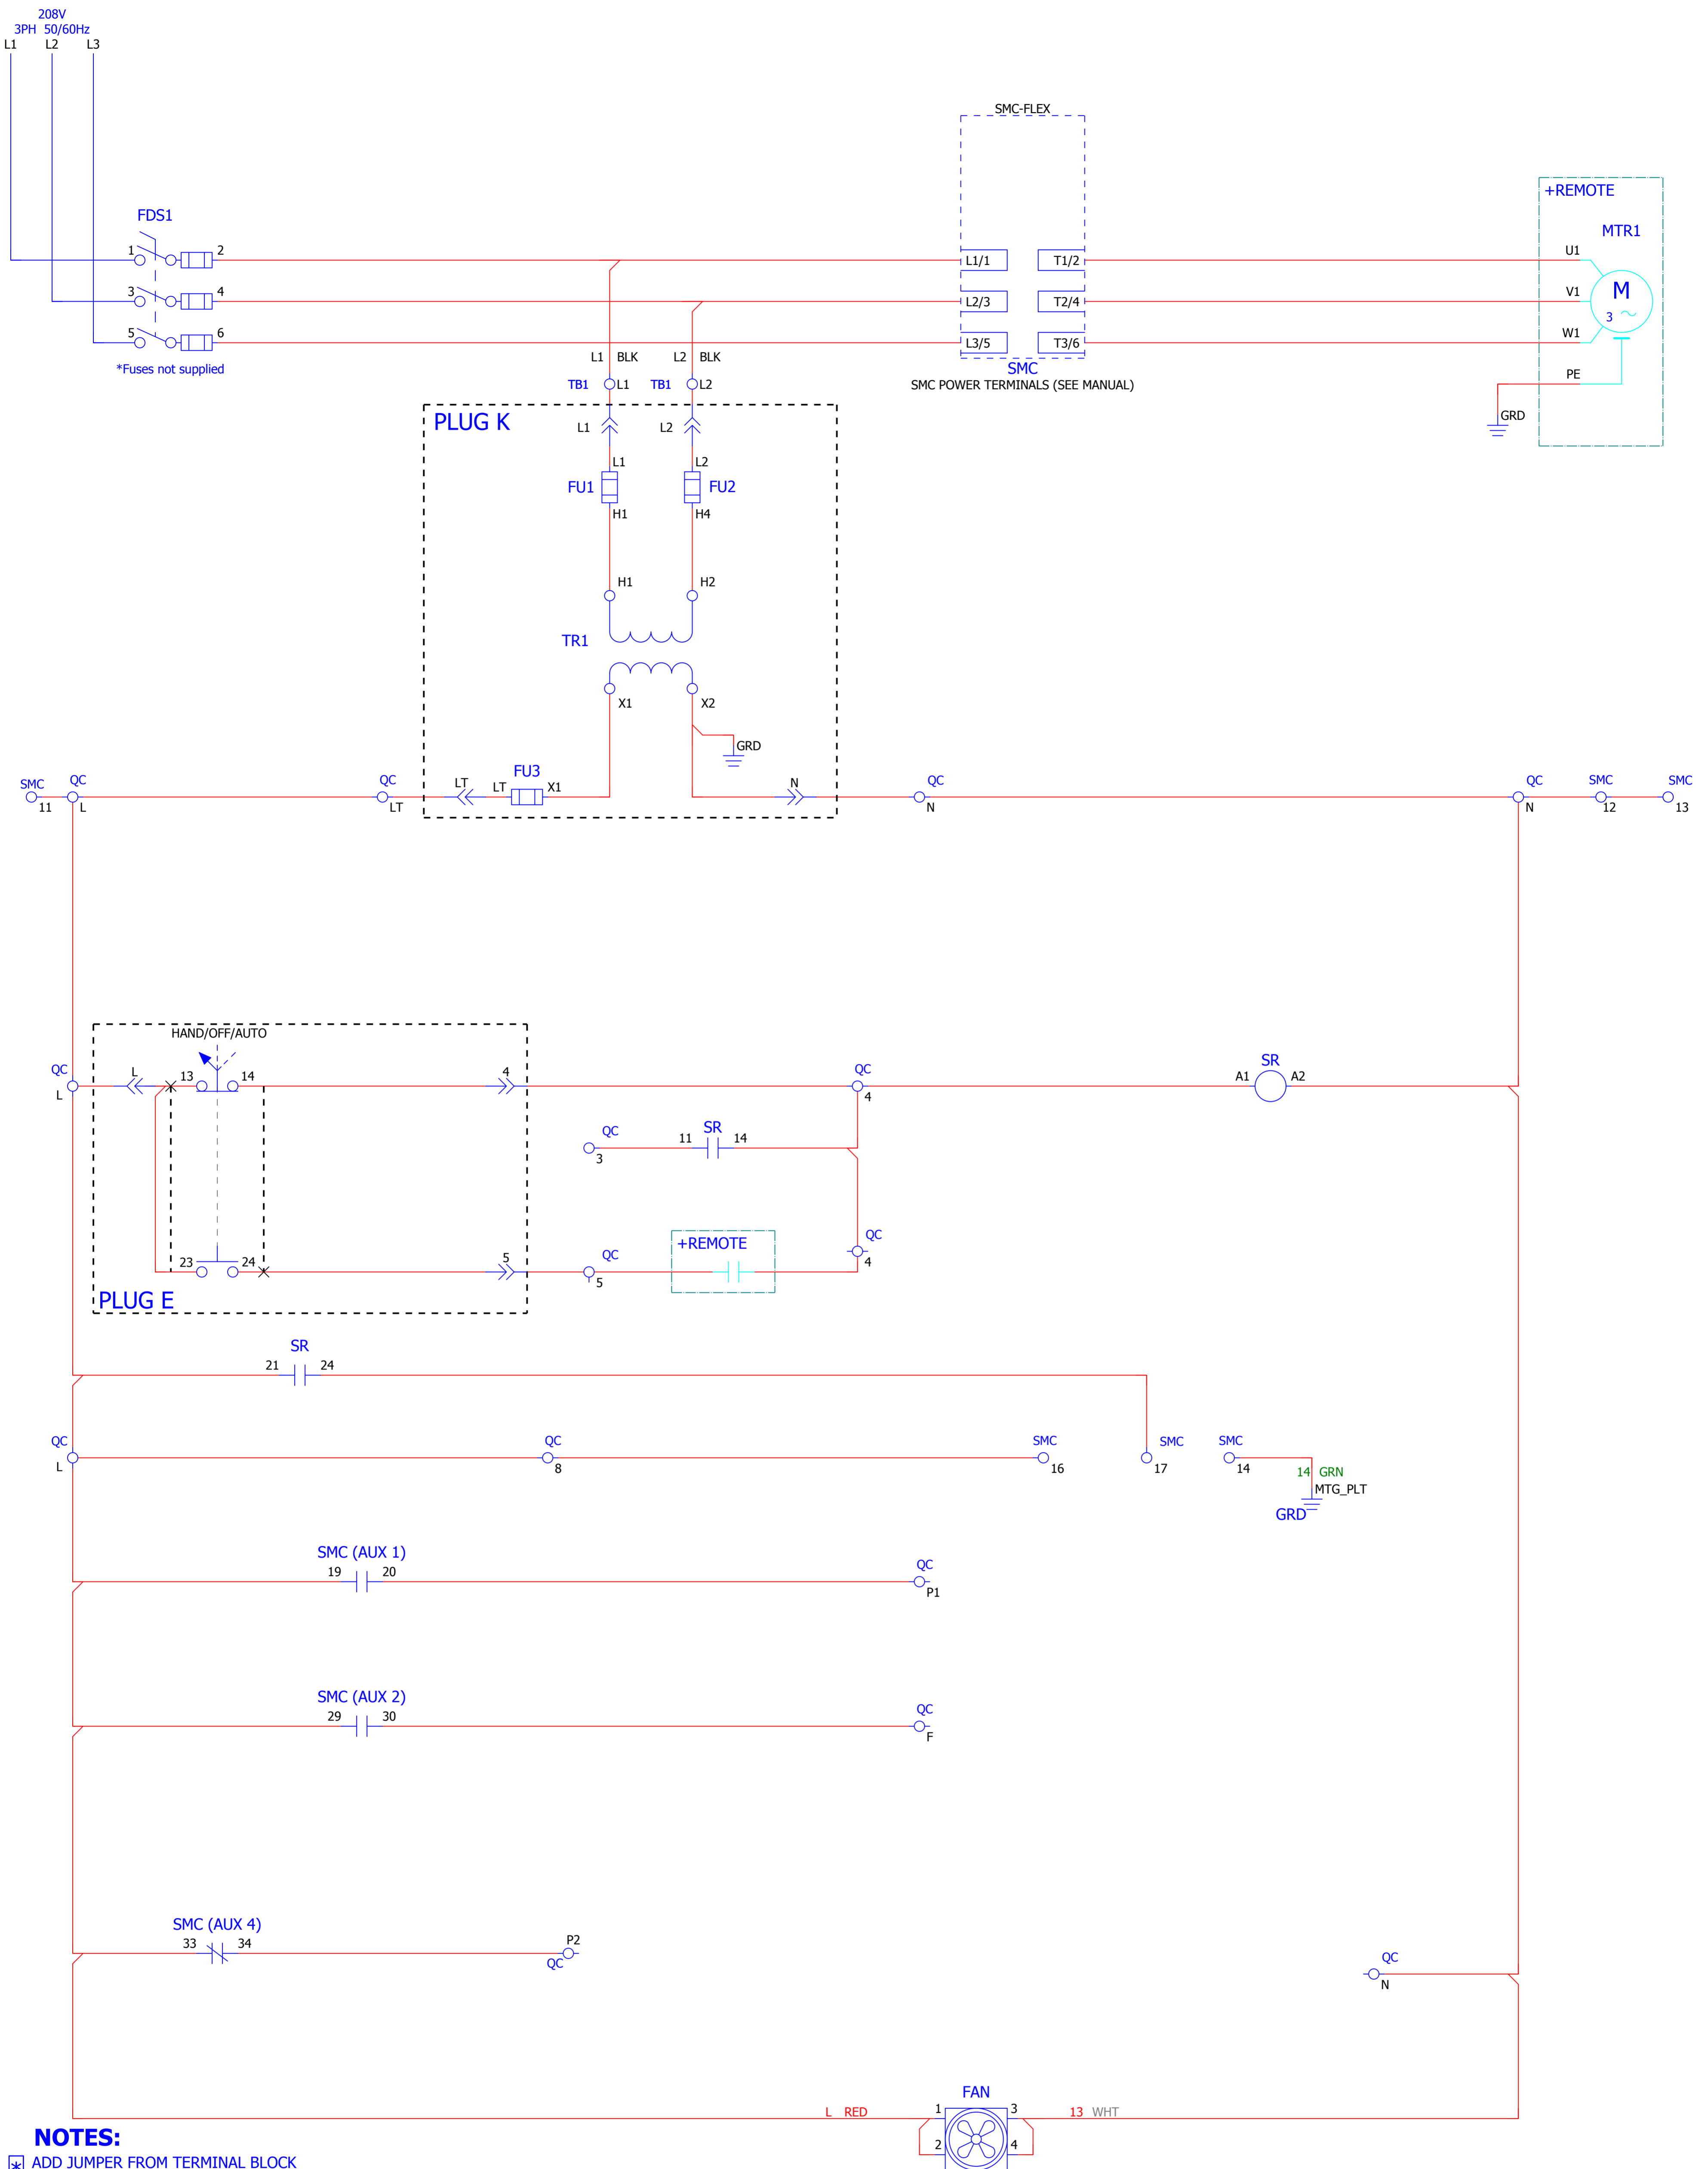 208V
3PH 50/60Hz
L1 L2 L3
SMC-FLEX
+REMOTE
FDS1
MTR1
1 2 L1/1 T1/2 U1
3 4 L2/3 T2/4 V1 M
3
5 6 L3/5 T3/6 W1
*Fuses not supplied
L1 BLK L2 BLK
SMC
SMC POWER TERMINALS (SEE MANUAL)
PE
TB1 L1 TB1 L2
GRD
PLUG K
L1 L2
L1 L2
FU1 FU2
H1 H4
H1 H2
TR1
X1 X2
GRD
SMC QC QC LT LT FU3 X1 N QC QC SMC SMC
11 L LT N N 12 13
HAND/OFF/AUTO
QC L 13 14 4 QC A1 SR A2
L 4
QC 11 SR 14
3
+REMOTE
QC
4
23 24 5 QC
5
PLUG E
SR
21 24
QC QC SMC SMC SMC
L 8 16 17 14
14 GRN
MTG_PLT
GRD
SMC (AUX 1)
19 20 QC
P1
SMC (AUX 2)
29 30 QC
F
SMC (AUX 4)
33 34 P2
QC
QC
N
FAN
L RED 1 3 13 WHT
2 4
NOTES:
* ADD JUMPER FROM TERMINAL BLOCK